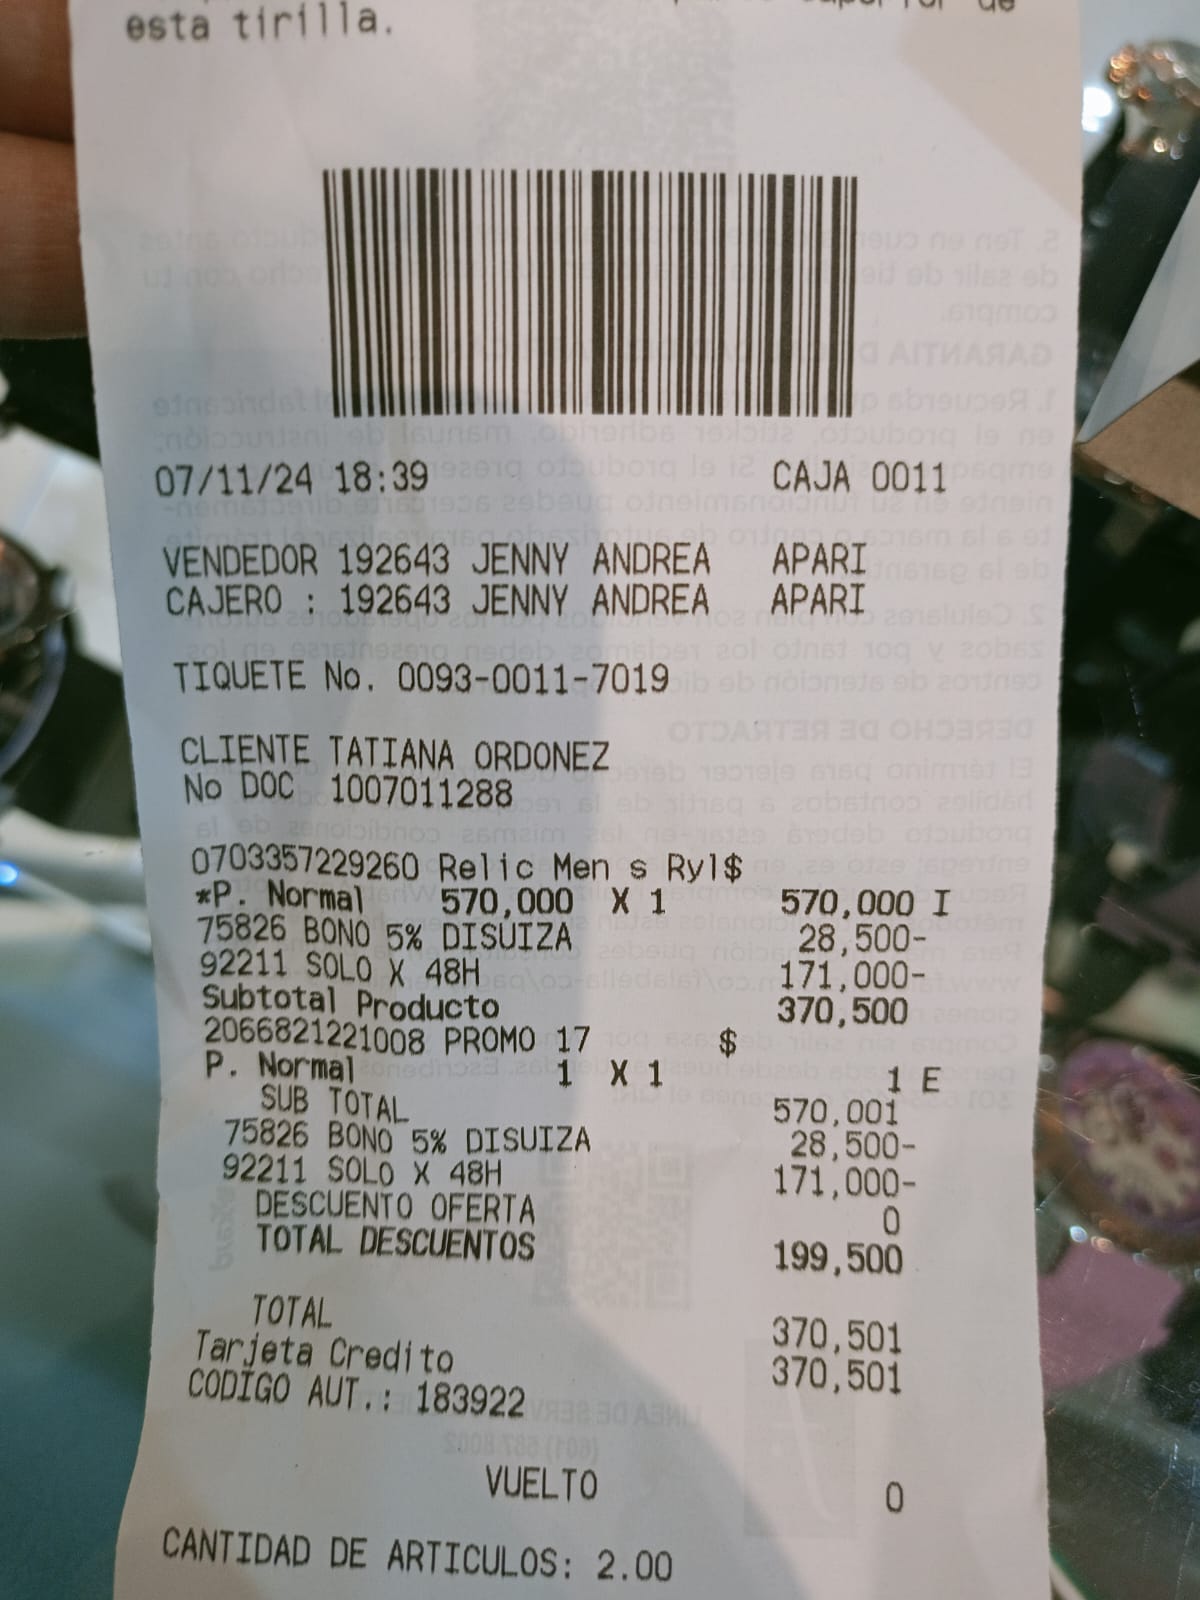 esta tirilla.
07/11/24 18:39 CAJA 0011
VENDEDOR 192643 JENNY ANDREA APARI
CAJERO : 192643 JENNY ANDREA APARI
TIQUETE No. 0093-0011-7019
CLIENTE TATIANA ORDONEZ
No DOC 1007011288
0703357229260 Relic Men s Ryl$
*P. Normal 570,000 X 1 570,000 I
75826 BONO 5% DISUIZA 28,500-
92211 SOLO X 48H 171,000-
Subtotal Producto 370,500
2066821221008 PROMO 17 $
P. Normal 1 X 1 1 E
SUB TOTAL 570,001
75826 BONO 5% DISUIZA 28,500-
92211 SOLO X 48H 171,000-
DESCUENTO OFERTA 0
TOTAL DESCUENTOS 199,500
TOTAL 370,501
Tarjeta Credito 370,501
CODIGO AUT.: 183922
VUELTO 0
CANTIDAD DE ARTICULOS: 2.00